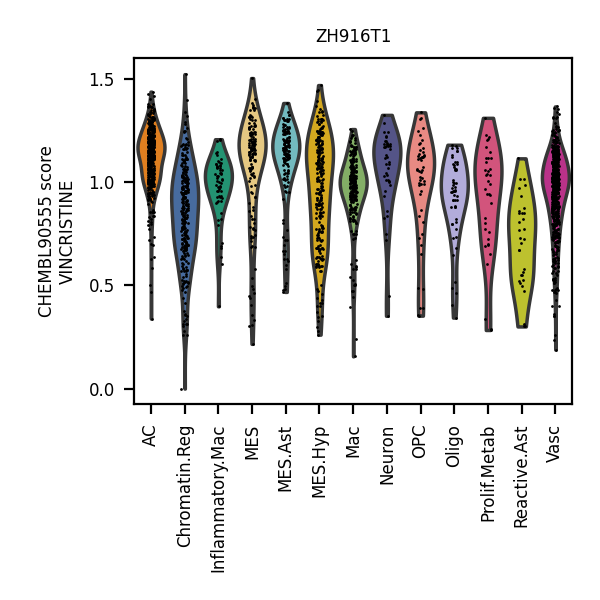 ZH916T1
CHEMBL90555 score
VINCRISTINE
1.5
1.0
0.5
0.0
AC
Chromatin.Reg
Inflammatory.Mac
MES
MES.Ast
MES.Hyp
Mac
Neuron
OPC
Oligo
Prolif.Metab
Reactive.Ast
Vasc